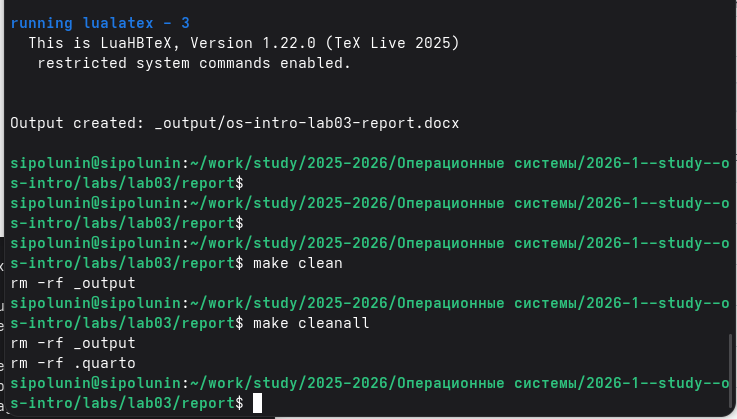 running lualatex - 3
This is LuaHBTeX, Version 1.22.0 (TeX Live 2025)
restricted system commands enabled.
Output created: _output/os-intro-lab03-report.docx
sipolunin@sipolunin:~/work/study/2025-2026/Операционные системы/2026-1--study--o
s-intro/labs/lab03/report$
sipolunin@sipolunin:~/work/study/2025-2026/Операционные системы/2026-1--study--o
s-intro/labs/lab03/report$
sipolunin@sipolunin:~/work/study/2025-2026/Операционные системы/2026-1--study--o
s-intro/labs/lab03/report$ make clean
rm -rf _output
sipolunin@sipolunin:~/work/study/2025-2026/Операционные системы/2026-1--study--o
s-intro/labs/lab03/report$ make cleanall
rm -rf _output
rm -rf .quarto
sipolunin@sipolunin:~/work/study/2025-2026/Операционные системы/2026-1--study--o
s-intro/labs/lab03/report$